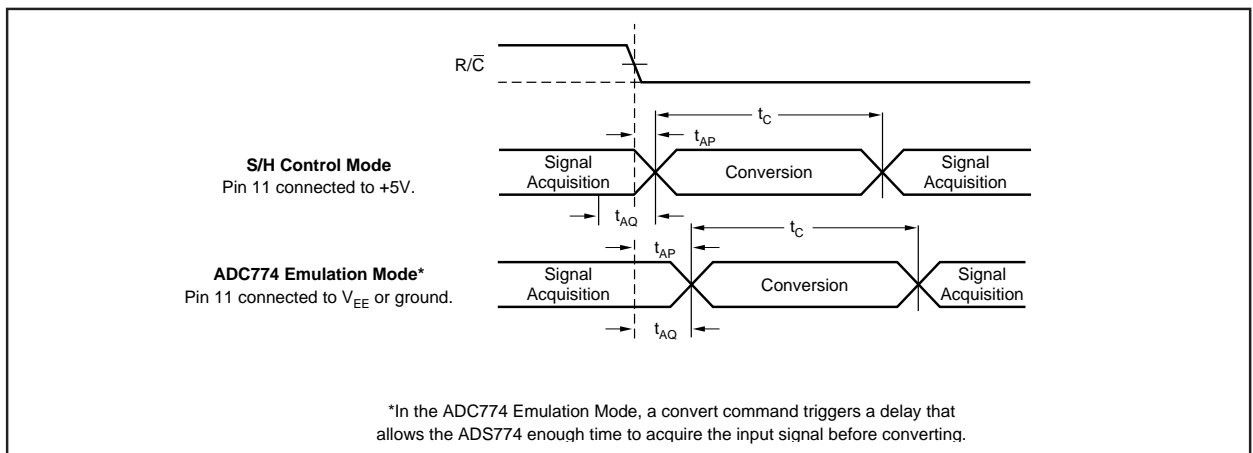 R/C̅
t_C
t_AP
S/H Control Mode
Pin 11 connected to +5V.
Signal
Acquisition
Conversion
Signal
Acquisition
t_AQ
t_C
t_AP
ADC774 Emulation Mode*
Pin 11 connected to V_EE or ground.
Signal
Acquisition
Conversion
Signal
Acquisition
t_AQ
*In the ADC774 Emulation Mode, a convert command triggers a delay that
allows the ADS774 enough time to acquire the input signal before converting.